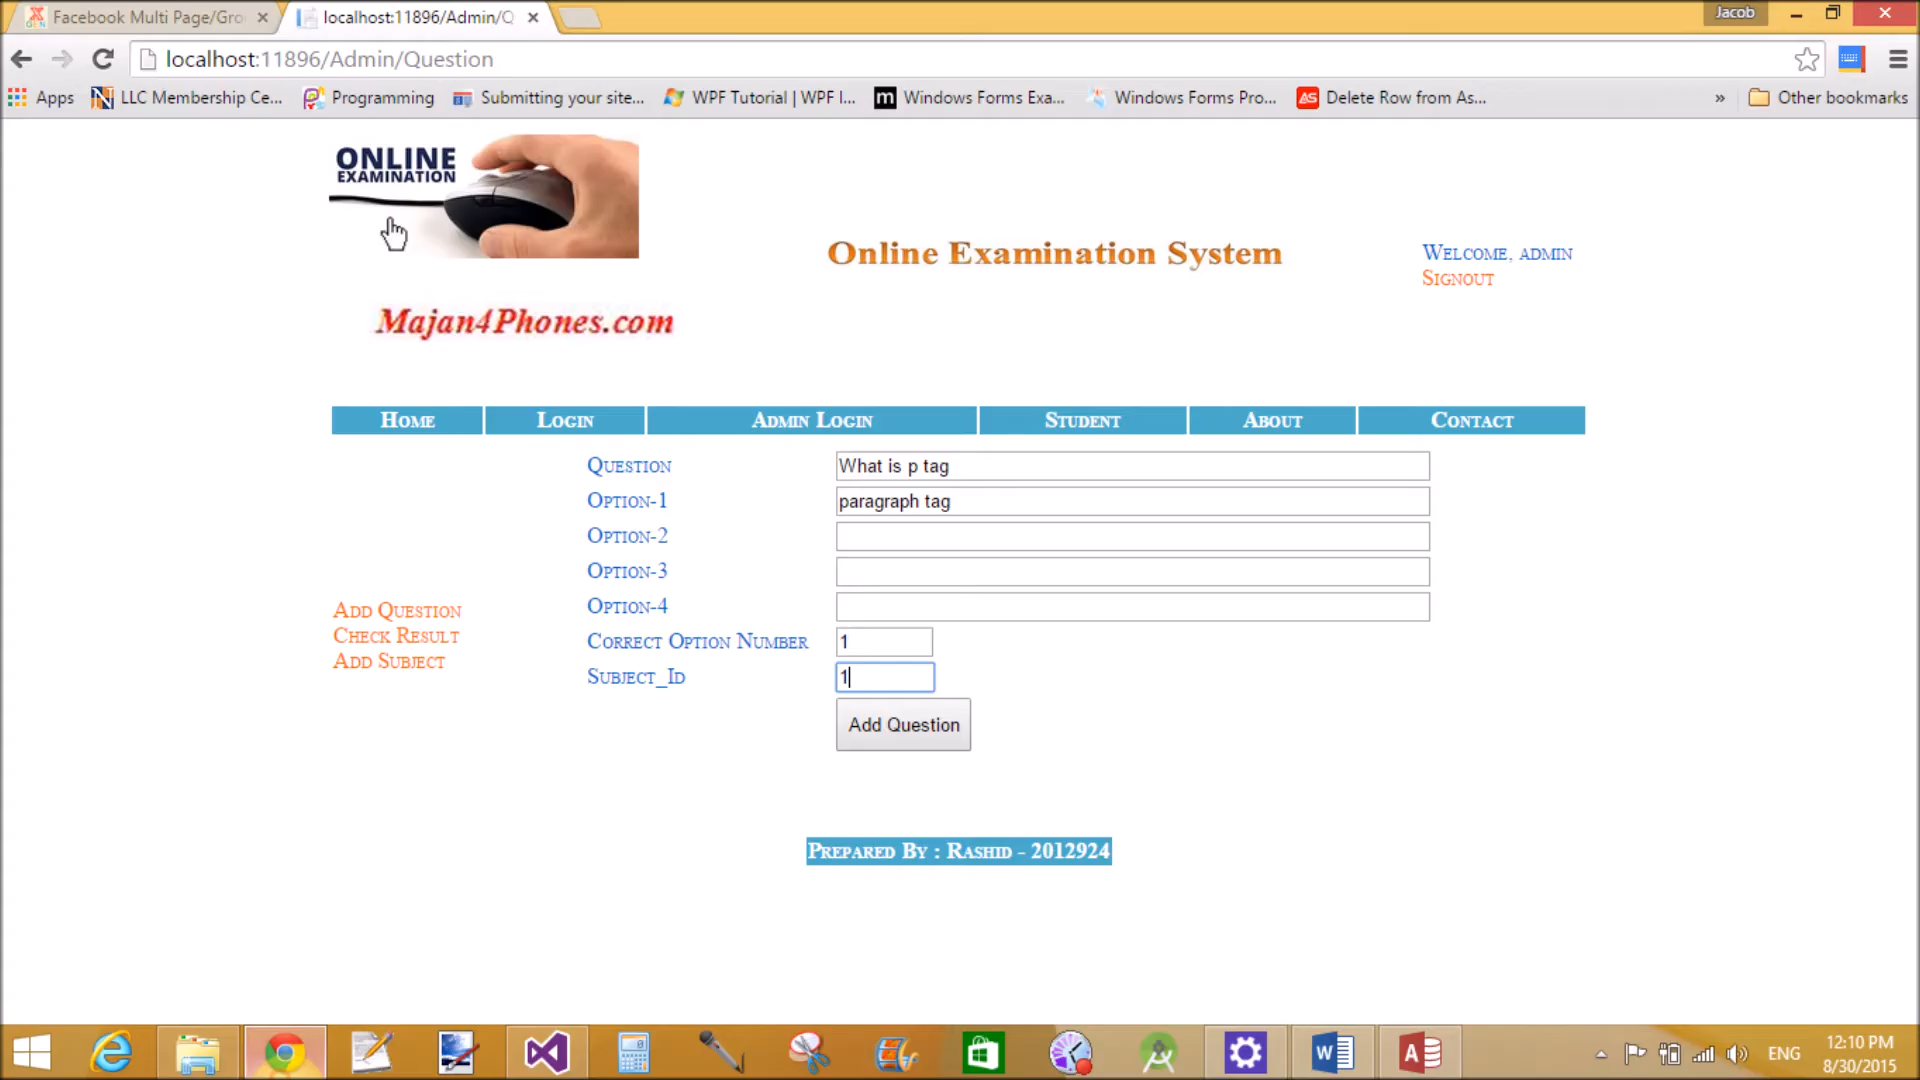 Facebook Multi Page/Gro
localhost:11896/Admin/Q
Jacob
localhost:11896/Admin/Question
Apps
LLC Membership Ce...
Programming
Submitting your site...
WPF Tutorial | WPF I...
m
Windows Forms Exa...
Windows Forms Pro...
AS
Delete Row from As...
»
Other bookmarks
ONLINE
EXAMINATION
Online Examination System
Welcome, admin
Signout
Majan4Phones.com
Home
Login
Admin Login
Student
About
Contact
Question
What is p tag
Option-1
paragraph tag
Option-2
Option-3
Option-4
Correct Option Number
1
Subject_Id
1
Add Question
Add Question
Check Result
Add Subject
Prepared By : Rashid - 2012924
ENG
12:10 PM
8/30/2015